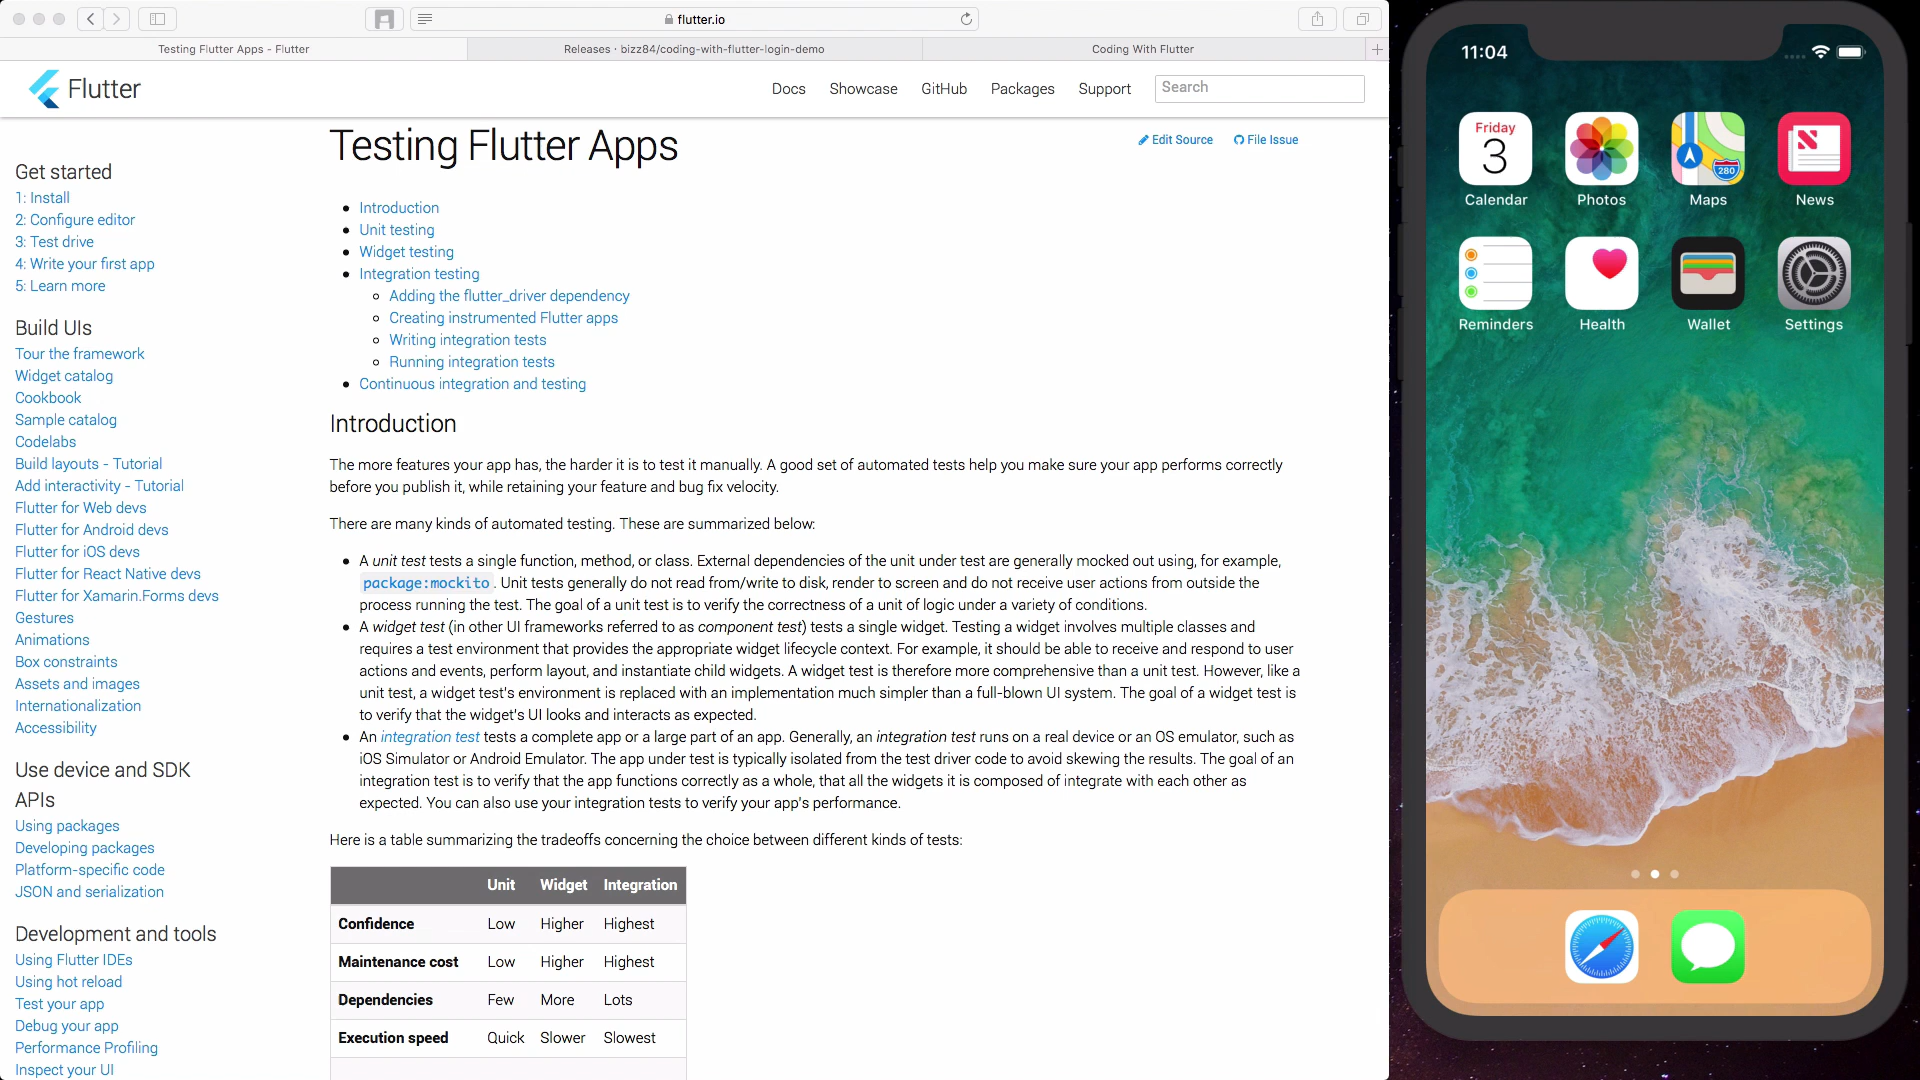 flutter.io
Testing Flutter Apps - Flutter
Releases · bizz84/coding-with-flutter-login-demo
Coding With Flutter
Flutter
Docs
Showcase
GitHub
Packages
Support
Search
Get started
1: Install
2: Configure editor
3: Test drive
4: Write your first app
5: Learn more
Build UIs
Tour the framework
Widget catalog
Cookbook
Sample catalog
Codelabs
Build layouts - Tutorial
Add interactivity - Tutorial
Flutter for Web devs
Flutter for Android devs
Flutter for iOS devs
Flutter for React Native devs
Flutter for Xamarin.Forms devs
Gestures
Animations
Box constraints
Assets and images
Internationalization
Accessibility
Use device and SDK
APIs
Using packages
Developing packages
Platform-specific code
JSON and serialization
Development and tools
Using Flutter IDEs
Using hot reload
Test your app
Debug your app
Performance Profiling
Inspect your UI
Testing Flutter Apps
Edit Source
File Issue
Introduction
Unit testing
Widget testing
Integration testing
Adding the flutter_driver dependency
Creating instrumented Flutter apps
Writing integration tests
Running integration tests
Continuous integration and testing
Introduction
The more features your app has, the harder it is to test it manually. A good set of automated tests help you make sure your app performs correctly
before you publish it, while retaining your feature and bug fix velocity.
There are many kinds of automated testing. These are summarized below:
A unit test tests a single function, method, or class. External dependencies of the unit under test are generally mocked out using, for example,
package:mockito. Unit tests generally do not read from/write to disk, render to screen and do not receive user actions from outside the
process running the test. The goal of a unit test is to verify the correctness of a unit of logic under a variety of conditions.
A widget test (in other UI frameworks referred to as component test) tests a single widget. Testing a widget involves multiple classes and
requires a test environment that provides the appropriate widget lifecycle context. For example, it should be able to receive and respond to user
actions and events, perform layout, and instantiate child widgets. A widget test is therefore more comprehensive than a unit test. However, like a
unit test, a widget test's environment is replaced with an implementation much simpler than a full-blown UI system. The goal of a widget test is
to verify that the widget's UI looks and interacts as expected.
An integration test tests a complete app or a large part of an app. Generally, an integration test runs on a real device or an OS emulator, such as
iOS Simulator or Android Emulator. The app under test is typically isolated from the test driver code to avoid skewing the results. The goal of an
integration test is to verify that the app functions correctly as a whole, that all the widgets it is composed of integrate with each other as
expected. You can also use your integration tests to verify your app's performance.
Here is a table summarizing the tradeoffs concerning the choice between different kinds of tests:
Unit Widget Integration
Confidence Low Higher Highest
Maintenance cost Low Higher Highest
Dependencies Few More Lots
Execution speed Quick Slower Slowest
11:04
Friday
3
280
Calendar
Photos
Maps
News
Reminders
Health
Wallet
Settings